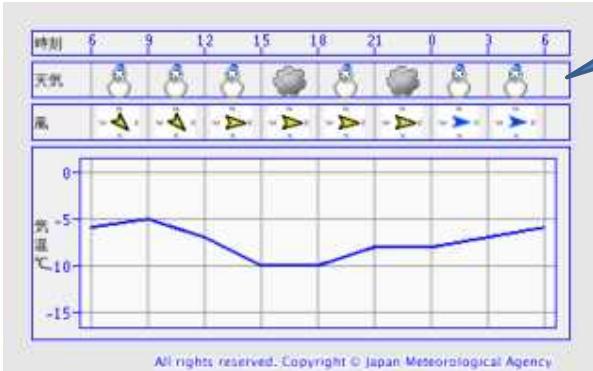 時刻 6 9 12 15 18 21 0 3 6
天気
風
0
-5
気温
℃
-10
-15
All rights reserved. Copyright © Japan Meteorological Agency